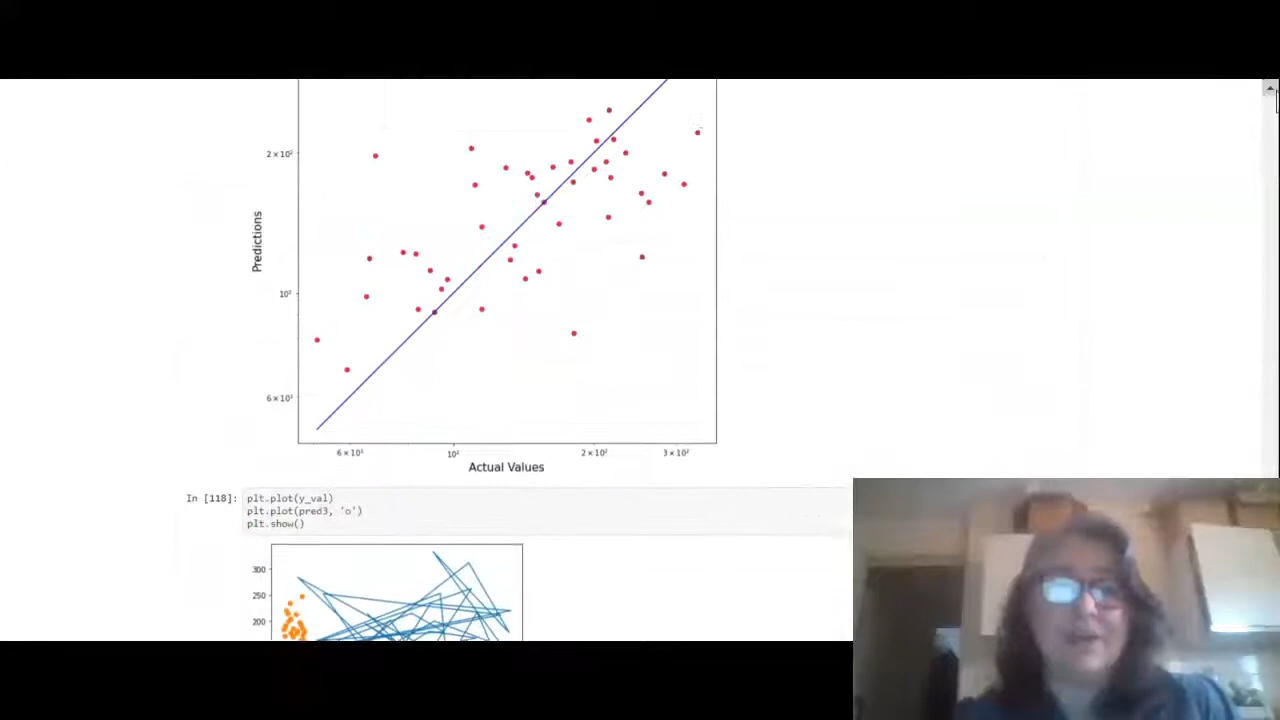 2 × 10²
Predictions
10²
6 × 10¹
6 × 10¹
10²
2 × 10²
3 × 10²
Actual Values
In [118]:
plt.plot(y_val)
plt.plot(pred3, 'o')
plt.show()
300
250
200